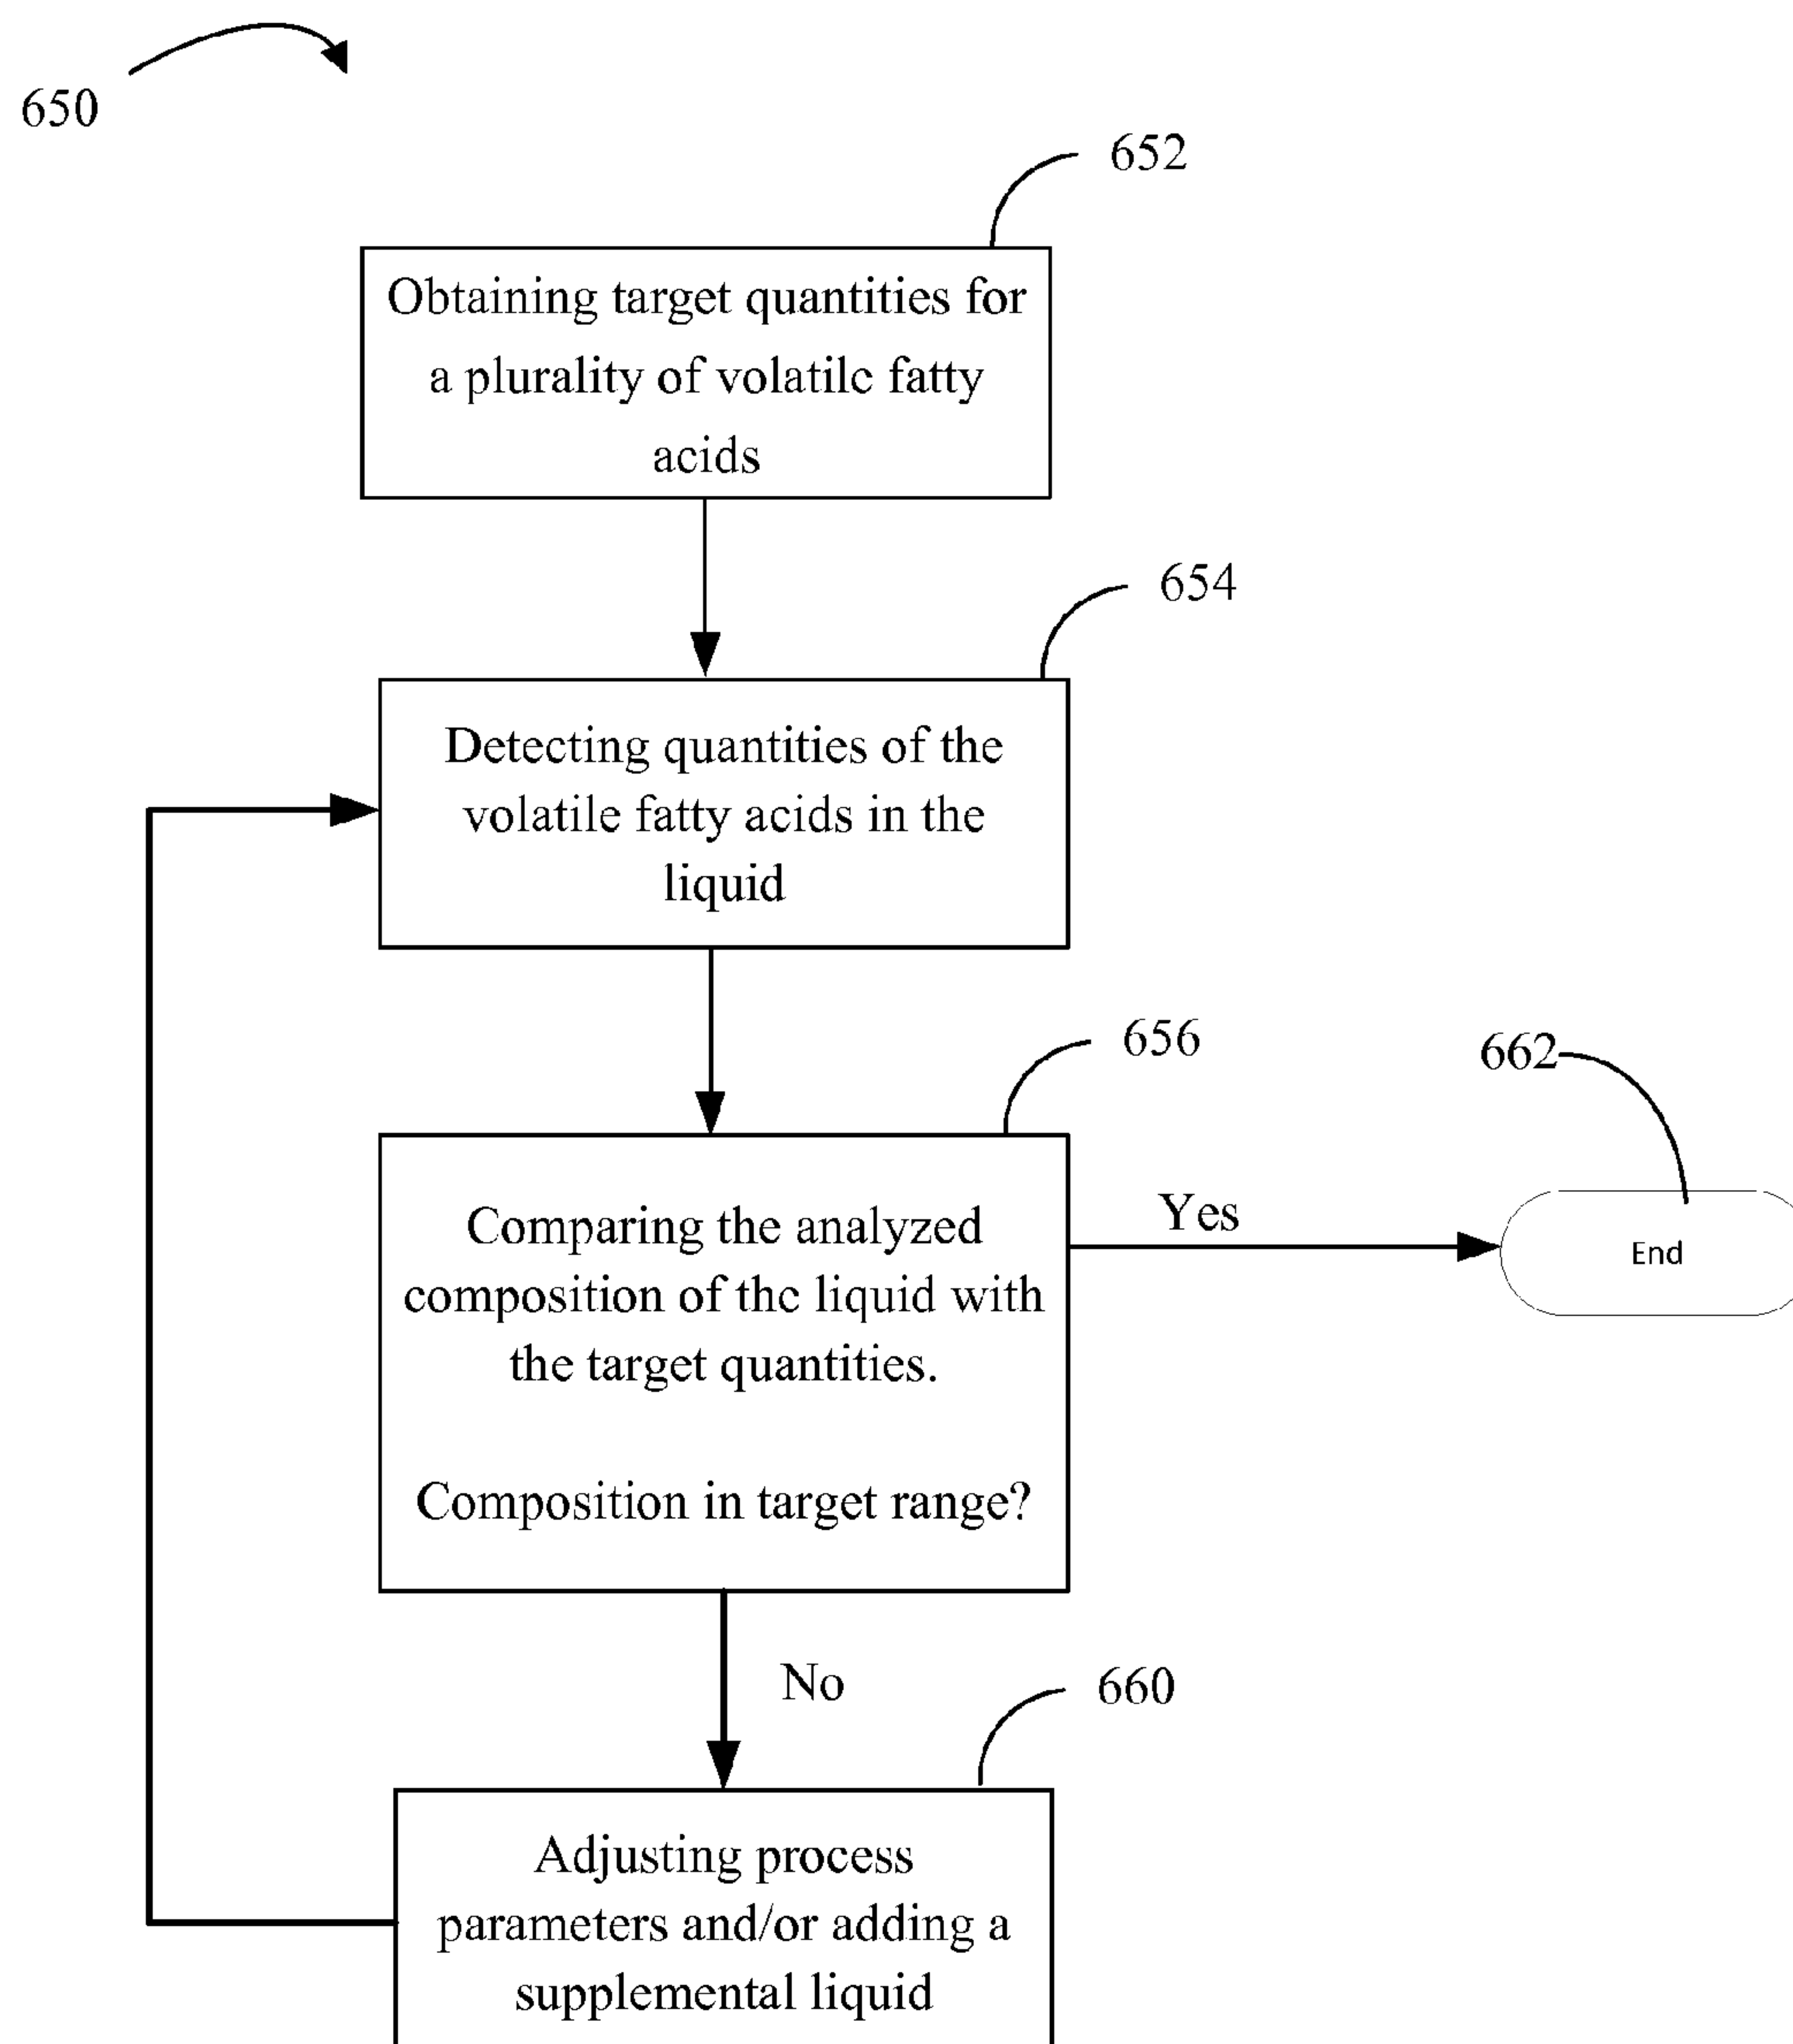 650
652
Obtaining target quantities for
a plurality of volatile fatty
acids
654
Detecting quantities of the
volatile fatty acids in the
liquid
656
662
Comparing the analyzed
composition of the liquid with
the target quantities.
Composition in target range?
Yes
End
No
660
Adjusting process
parameters and/or adding a
supplemental liquid